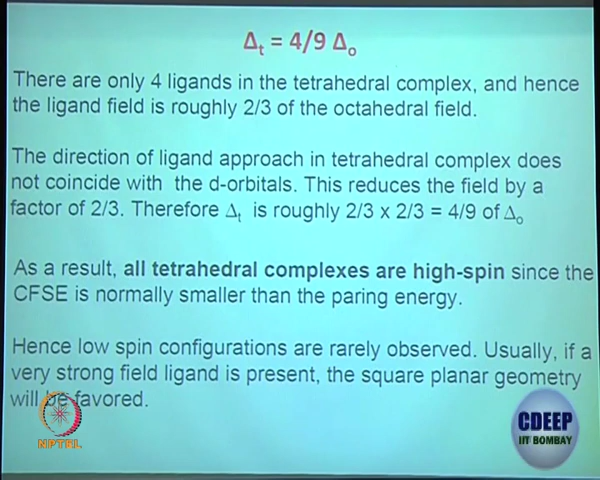 Δt = 4/9 Δo
There are only 4 ligands in the tetrahedral complex, and hence
the ligand field is roughly 2/3 of the octahedral field.
The direction of ligand approach in tetrahedral complex does
not coincide with the d-orbitals. This reduces the field by a
factor of 2/3. Therefore Δt is roughly 2/3 x 2/3 = 4/9 of Δo
As a result, all tetrahedral complexes are high-spin since the
CFSE is normally smaller than the paring energy.
Hence low spin configurations are rarely observed. Usually, if a
very strong field ligand is present, the square planar geometry
will be favored.
NPTEL
CDEEP
IIT BOMBAY